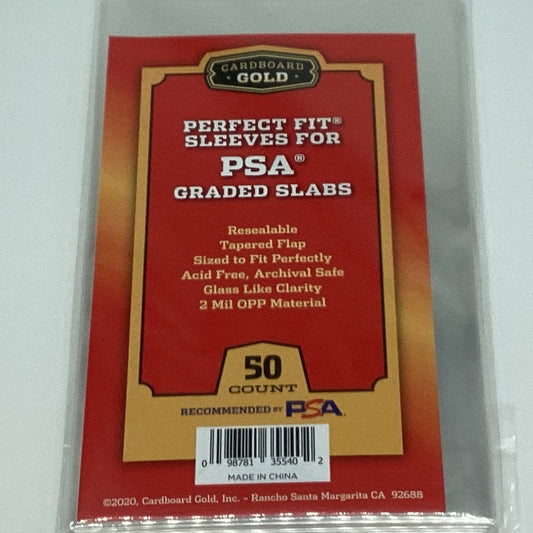 CARDBOARD
• GOLD •
PERFECT FIT®
SLEEVES FOR
PSA®
GRADED SLABS
Resealable
Tapered Flap
Sized to Fit Perfectly
Acid Free, Archival Safe
Glass Like Clarity
2 Mil OPP Material
50
COUNT
RECOMMENDED BY PSA
0 98781 35540 2
MADE IN CHINA
©2020, Cardboard Gold, Inc. - Rancho Santa Margarita CA 92688